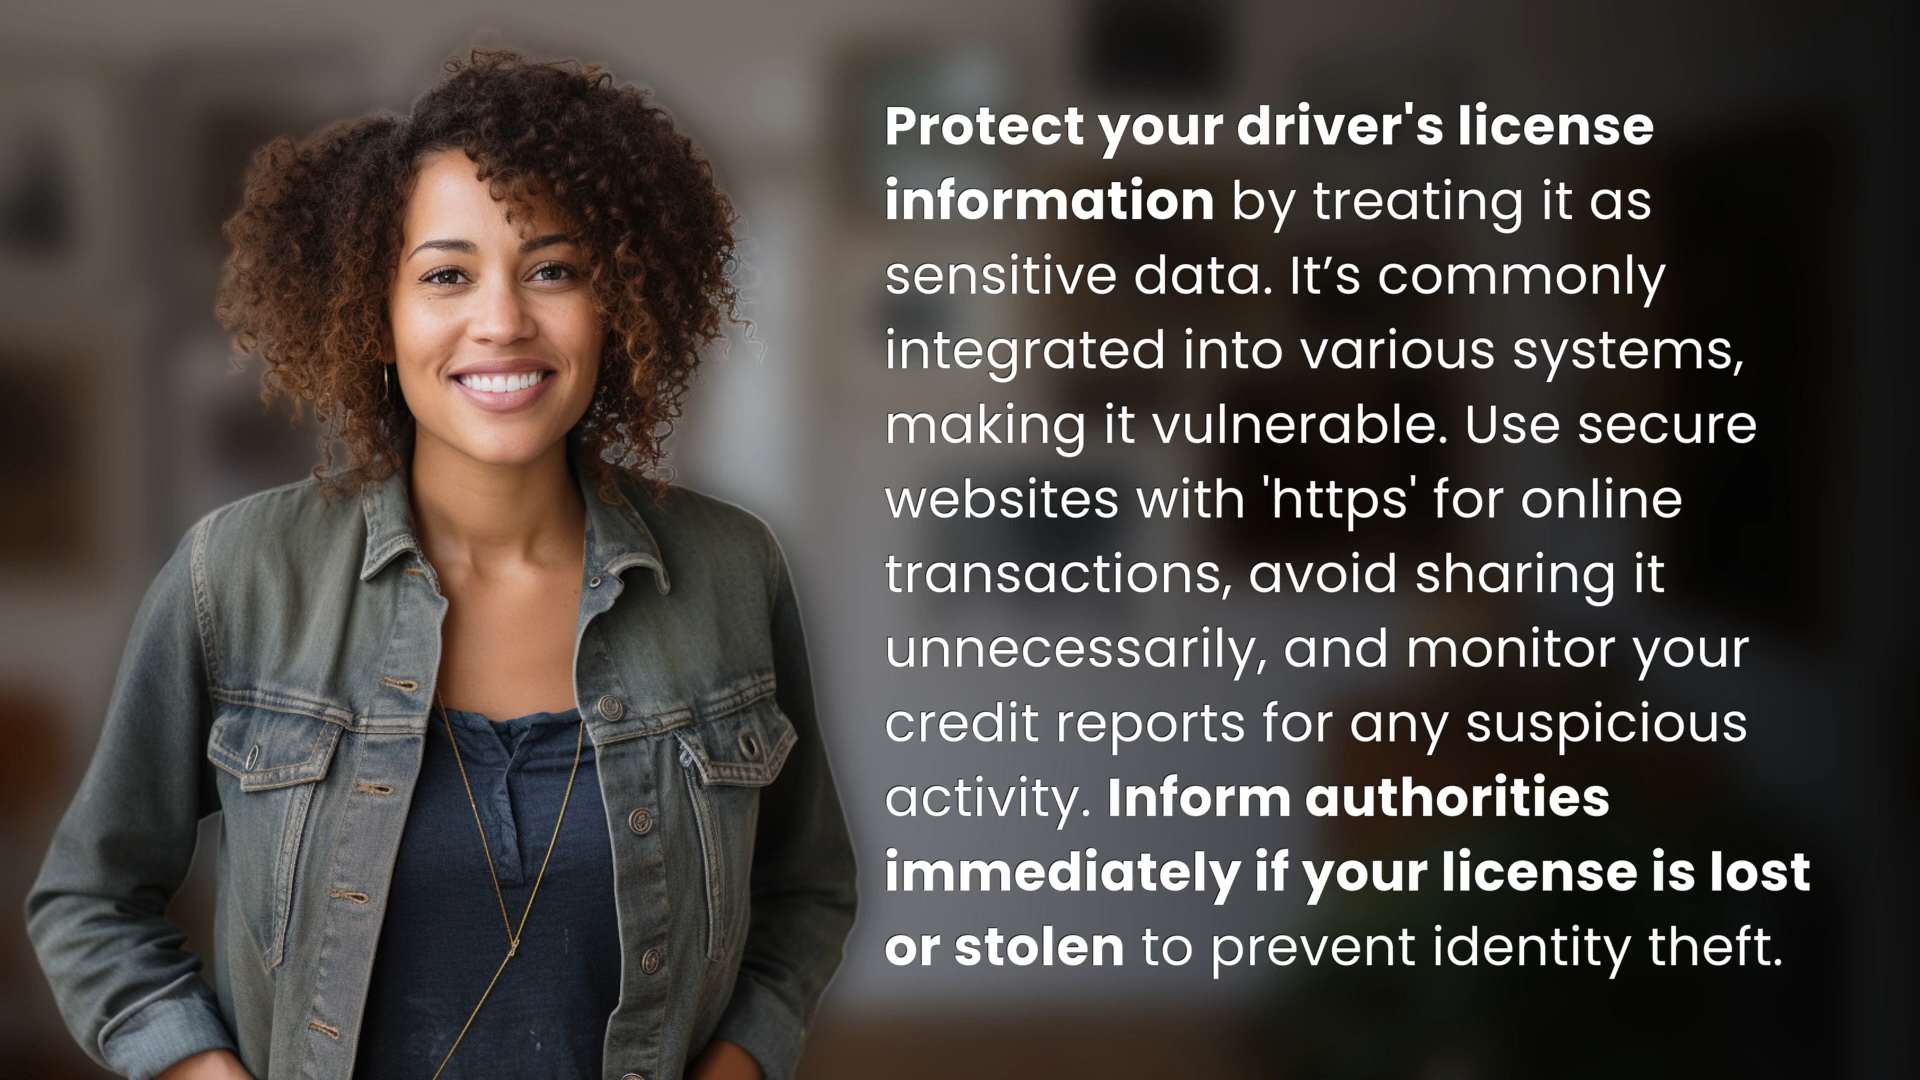 Protect your driver's license
information by treating it as
sensitive data. It’s commonly
integrated into various systems,
making it vulnerable. Use secure
websites with 'https' for online
transactions, avoid sharing it
unnecessarily, and monitor your
credit reports for any suspicious
activity. Inform authorities
immediately if your license is lost
or stolen to prevent identity theft.